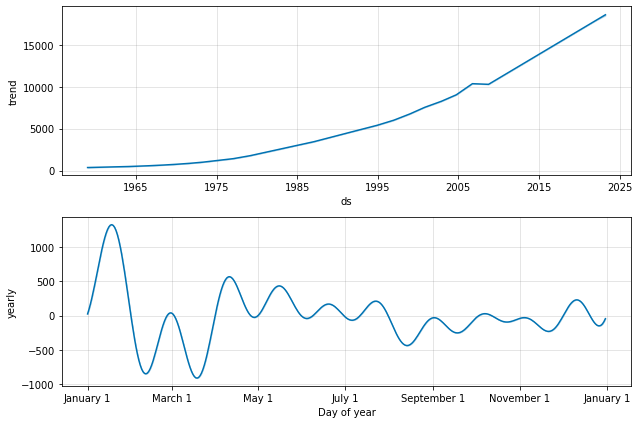 15000
10000
5000
0
trend
1965 1975 1985 1995 2005 2015 2025
ds
1000
500
0
−500
−1000
yearly
January 1 March 1 May 1 July 1 September 1 November 1 January 1
Day of year